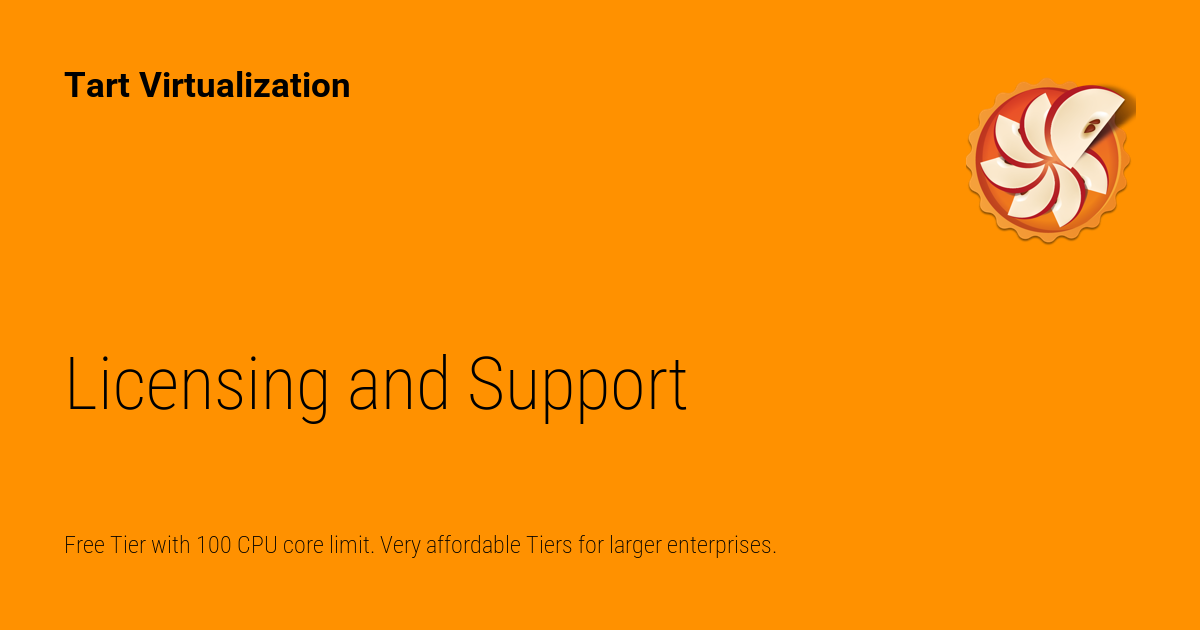 Tart Virtualization
Licensing and Support
Free Tier with 100 CPU core limit. Very affordable Tiers for larger enterprises.